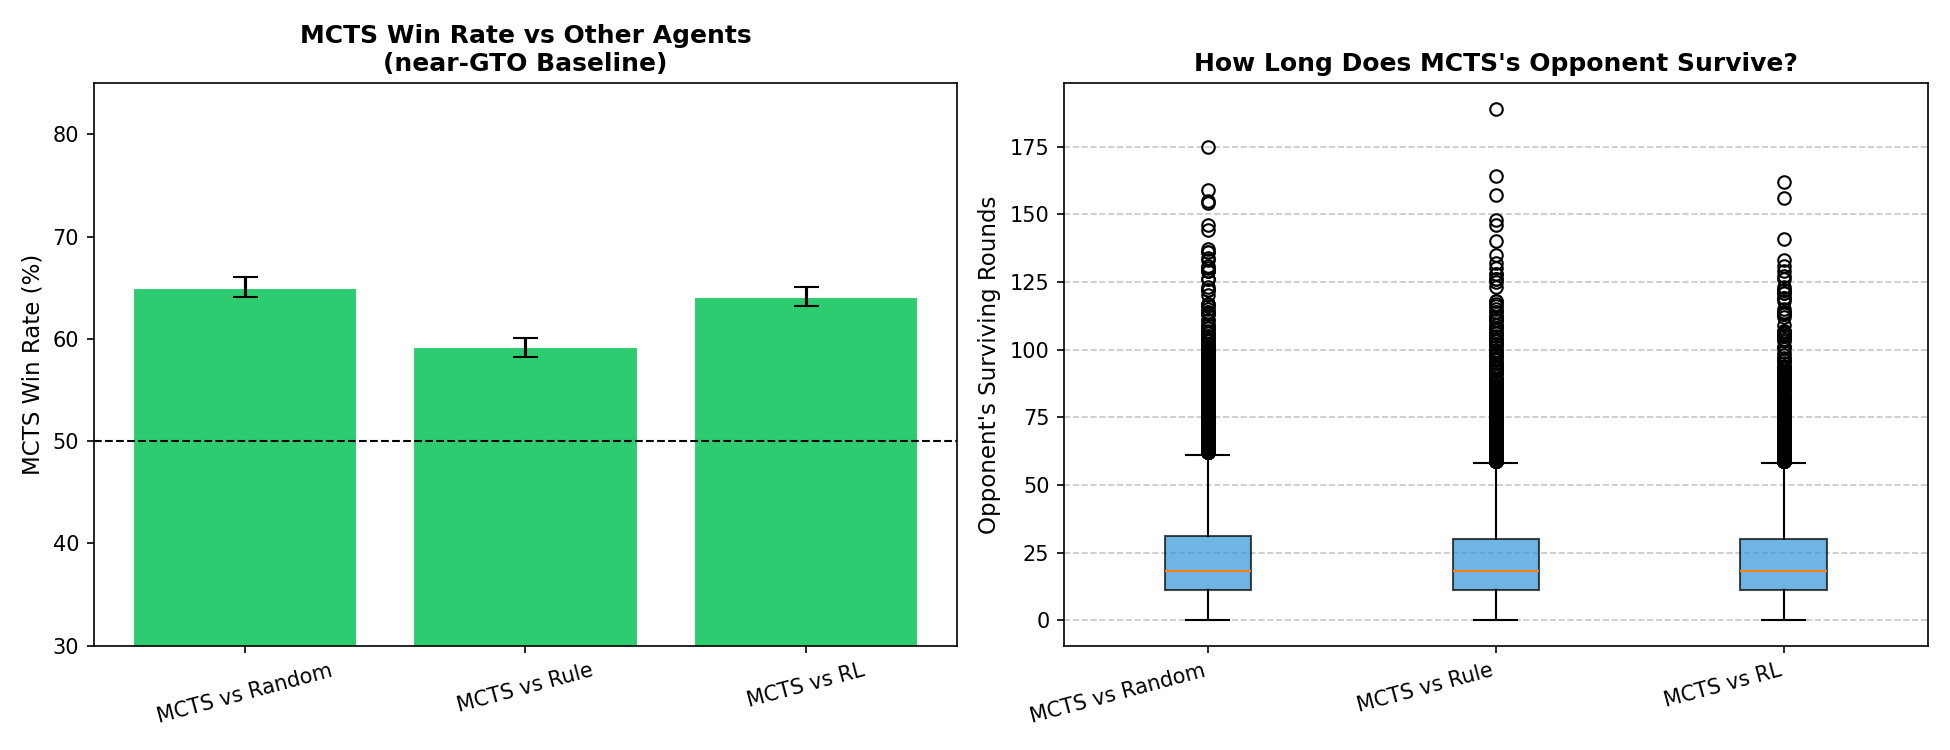 MCTS Win Rate vs Other Agents
(near-GTO Baseline)
MCTS Win Rate (%)
80
70
60
50
40
30
MCTS vs Random
MCTS vs Rule
MCTS vs RL
How Long Does MCTS's Opponent Survive?
Opponent's Surviving Rounds
175
150
125
100
75
50
25
0
MCTS vs Random
MCTS vs Rule
MCTS vs RL